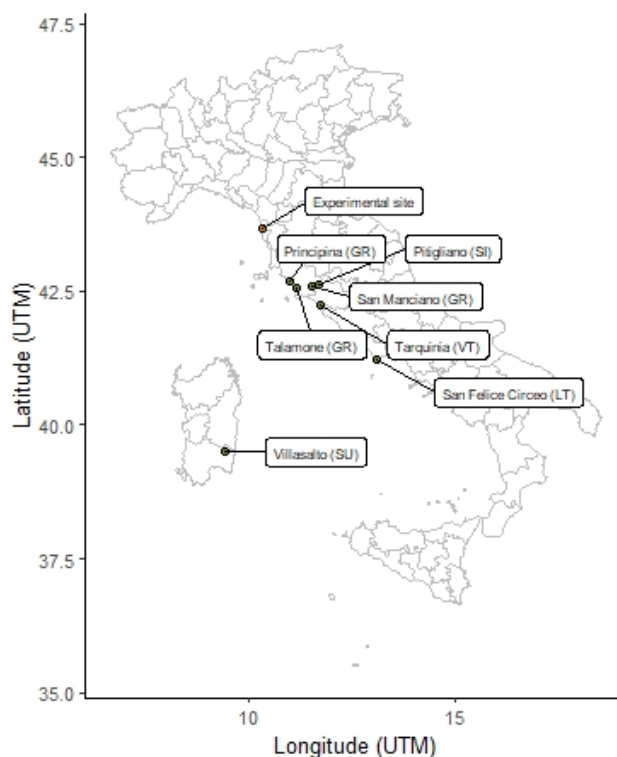 47.5
45.0
42.5
40.0
37.5
35.0
Latitude (UTM)
Experimental site
Principina (GR)
Pitigliano (SI)
San Manciano (GR)
Talamone (GR)
Tarquinia (VT)
San Felice Circeo (LT)
Villasalto (SU)
10
15
Longitude (UTM)